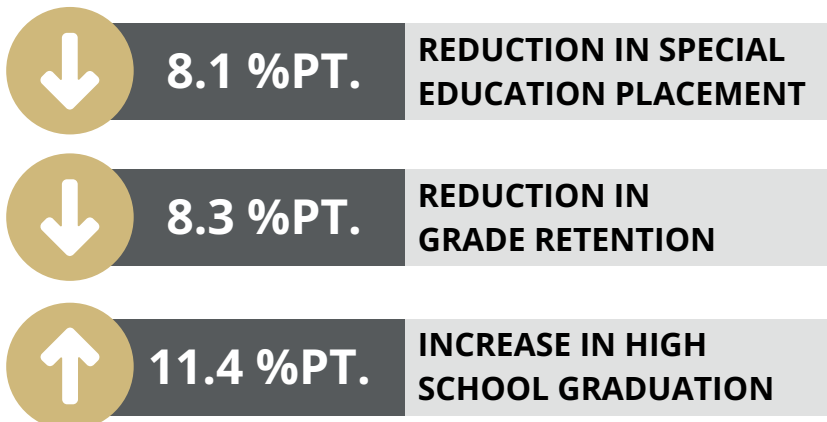 8.1 %PT.
REDUCTION IN SPECIAL
EDUCATION PLACEMENT
8.3 %PT.
REDUCTION IN
GRADE RETENTION
11.4 %PT.
INCREASE IN HIGH
SCHOOL GRADUATION